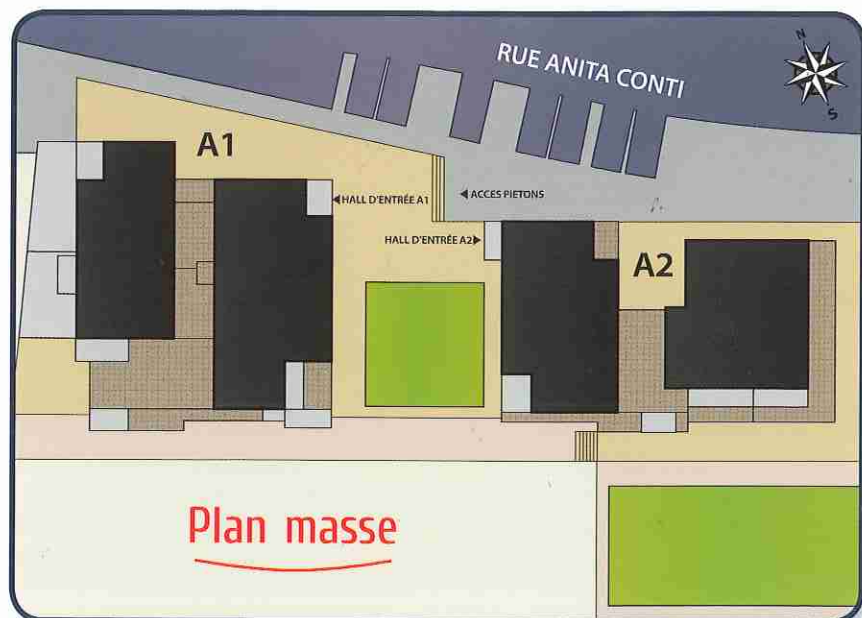 RUE ANITA CONTI
N
S
A1
HALL D'ENTRÉE A1
ACCES PIETONS
HALL D'ENTRÉE A2
A2
Plan masse